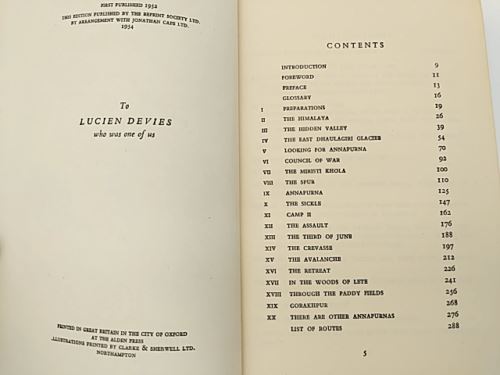 FIRST PUBLISHED 1952
THIS EDITION PUBLISHED BY THE REPRINT SOCIETY LTD.
BY ARRANGEMENT WITH JONATHAN CAPE LTD.
1954
To
LUCIEN DEVIES
who was one of us
PRINTED IN GREAT BRITAIN IN THE CITY OF OXFORD
AT THE ALDEN PRESS
ILLUSTRATIONS PRINTED BY CLARKE & SHERWELL LTD.
NORTHAMPTON
CONTENTS
INTRODUCTION 9
FOREWORD 11
PREFACE 13
GLOSSARY 16
I PREPARATIONS 19
II THE HIMALAYA 26
III THE HIDDEN VALLEY 39
IV THE EAST DHAULAGIRI GLACIER 54
V LOOKING FOR ANNAPURNA 70
VI COUNCIL OF WAR 92
VII THE MIRISTI KHOLA 100
VIII THE SPUR 110
IX ANNAPURNA 125
X THE SICKLE 147
XI CAMP II 162
XII THE ASSAULT 176
XIII THE THIRD OF JUNE 188
XIV THE CREVASSE 197
XV THE AVALANCHE 212
XVI THE RETREAT 226
XVII IN THE WOODS OF LETE 241
XVIII THROUGH THE PADDY FIELDS 256
XIX GORAKHPUR 268
XX THERE ARE OTHER ANNAPURNAS 276
LIST OF ROUTES 288
5